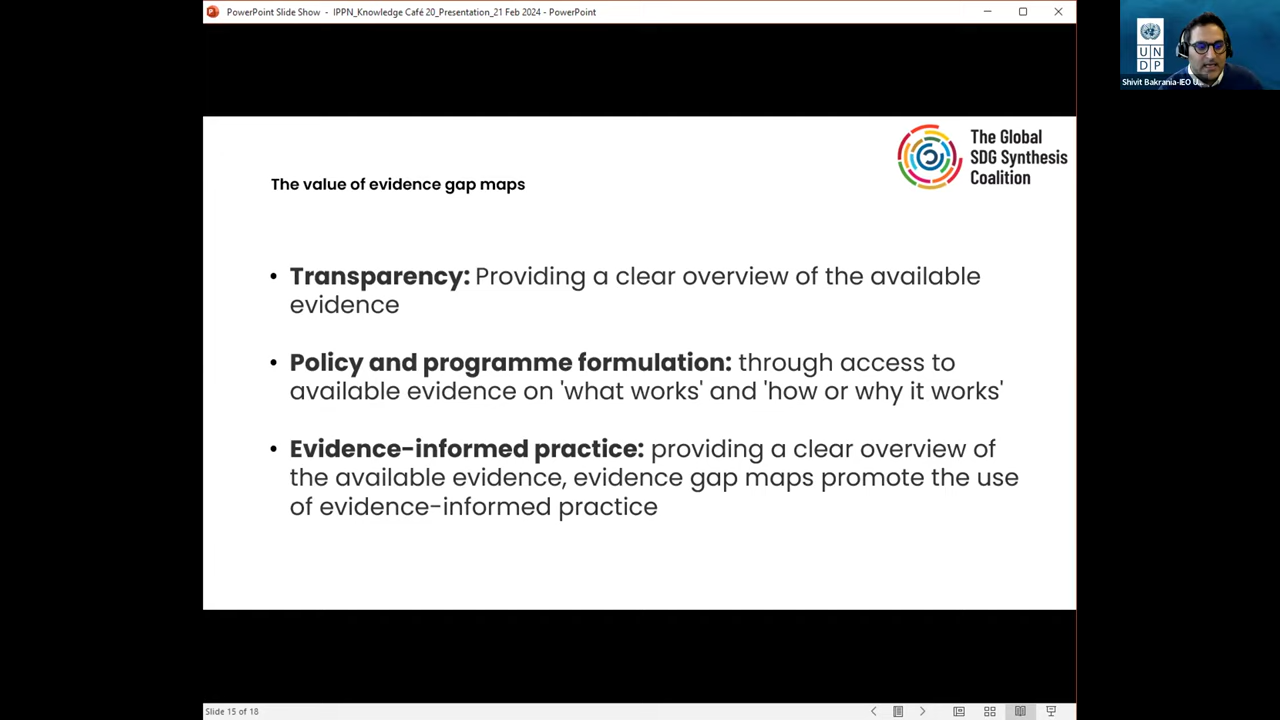 PowerPoint Slide Show - IPPN_Knowledge Café 20_Presentation_21 Feb 2024 - PowerPoint
UN
DP
Shivit Bakrania-IEO U...
The Global
SDG Synthesis
Coalition
The value of evidence gap maps
• Transparency: Providing a clear overview of the available
evidence
• Policy and programme formulation: through access to
available evidence on 'what works' and 'how or why it works'
• Evidence-informed practice: providing a clear overview of
the available evidence, evidence gap maps promote the use
of evidence-informed practice
Slide 15 of 18